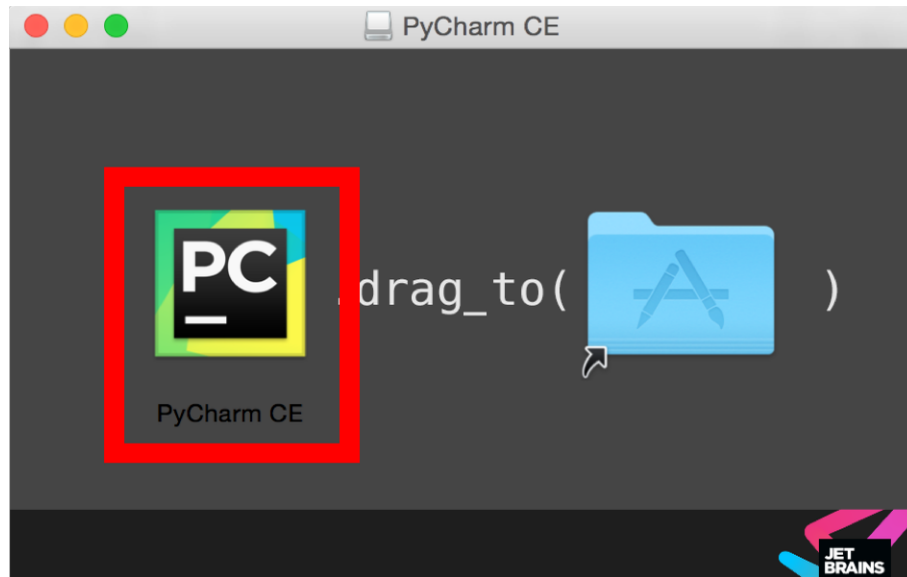 PyCharm CE
PC
.drag_to( )
PyCharm CE
JET
BRAINS